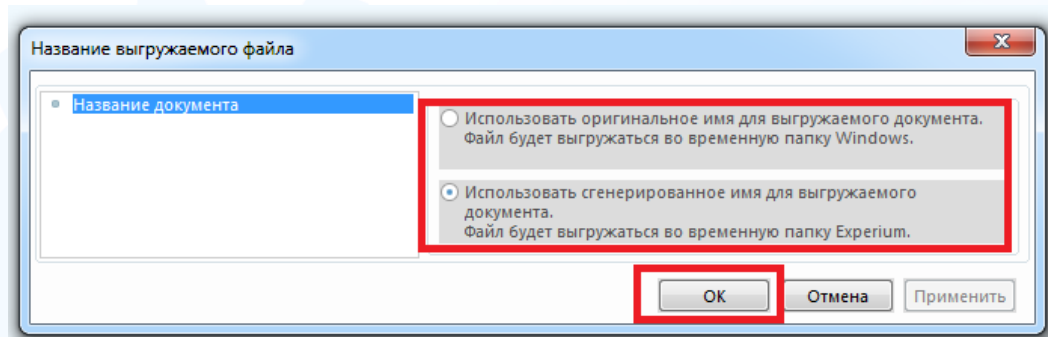 Название выгружаемого файла
Название документа
Использовать оригинальное имя для выгружаемого документа.
Файл будет выгружаться во временную папку Windows.
Использовать сгенерированное имя для выгружаемого
документа.
Файл будет выгружаться во временную папку Experium.
ОК
Отмена
Применить